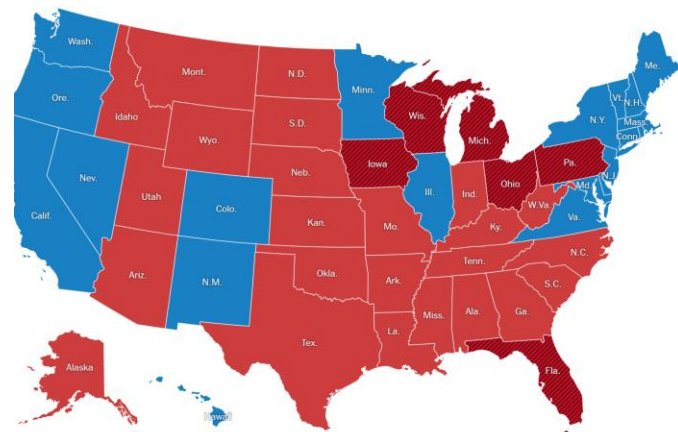 Wash.
Mont.
N.D.
Minn.
Me.
Ore.
Idaho
S.D.
Wis.
Mich.
Vt.
N.H.
N.Y.
Mass.
Conn.
Wyo.
Iowa
Neb.
Pa.
N.J.
Nev.
Utah
Colo.
Ill.
Ind.
Ohio
Md.
W.Va.
Va.
Calif.
Kan.
Mo.
Ky.
N.C.
Tenn.
Ariz.
N.M.
Okla.
Ark.
S.C.
Miss.
Ala.
Ga.
Tex.
La.
Alaska
Fla.
Hawaii